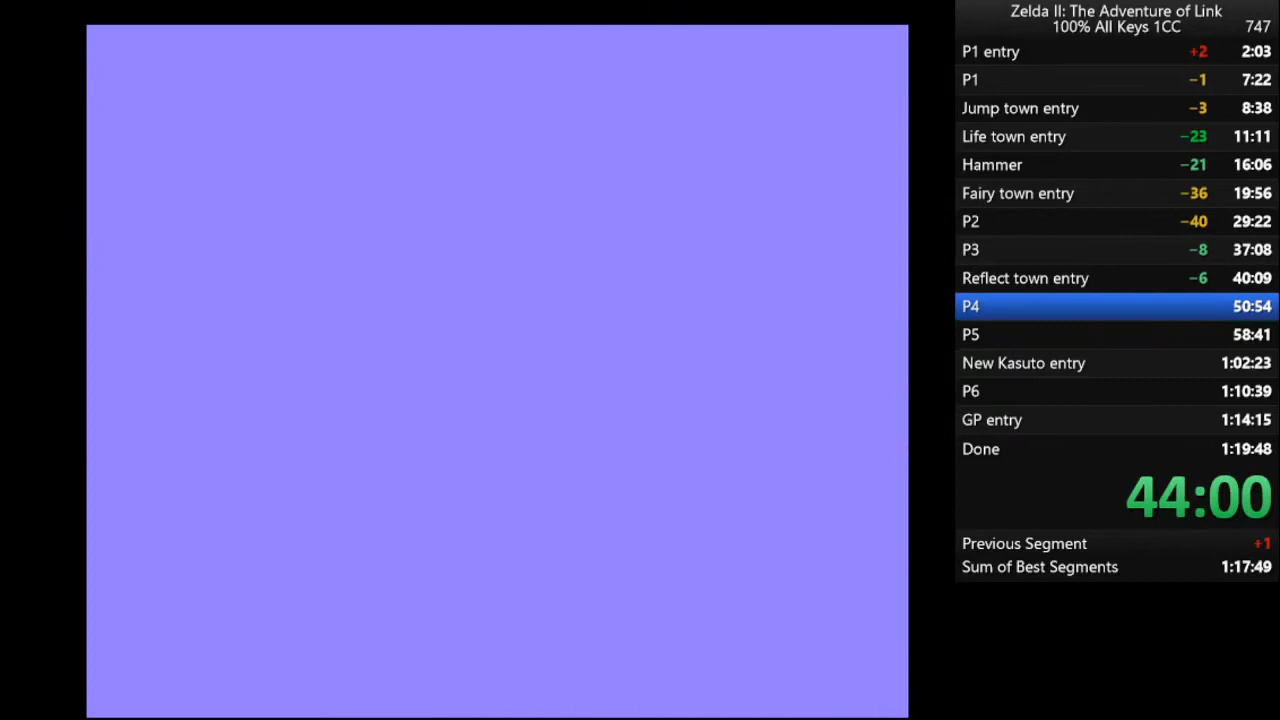 Zelda II: The Adventure of Link
100% All Keys 1CC 747
P1 entry +2 2:03
P1 −1 7:22
Jump town entry −3 8:38
Life town entry −23 11:11
Hammer −21 16:06
Fairy town entry −36 19:56
P2 −40 29:22
P3 −8 37:08
Reflect town entry −6 40:09
P4 50:54
P5 58:41
New Kasuto entry 1:02:23
P6 1:10:39
GP entry 1:14:15
Done 1:19:48
44:00
Previous Segment +1
Sum of Best Segments 1:17:49